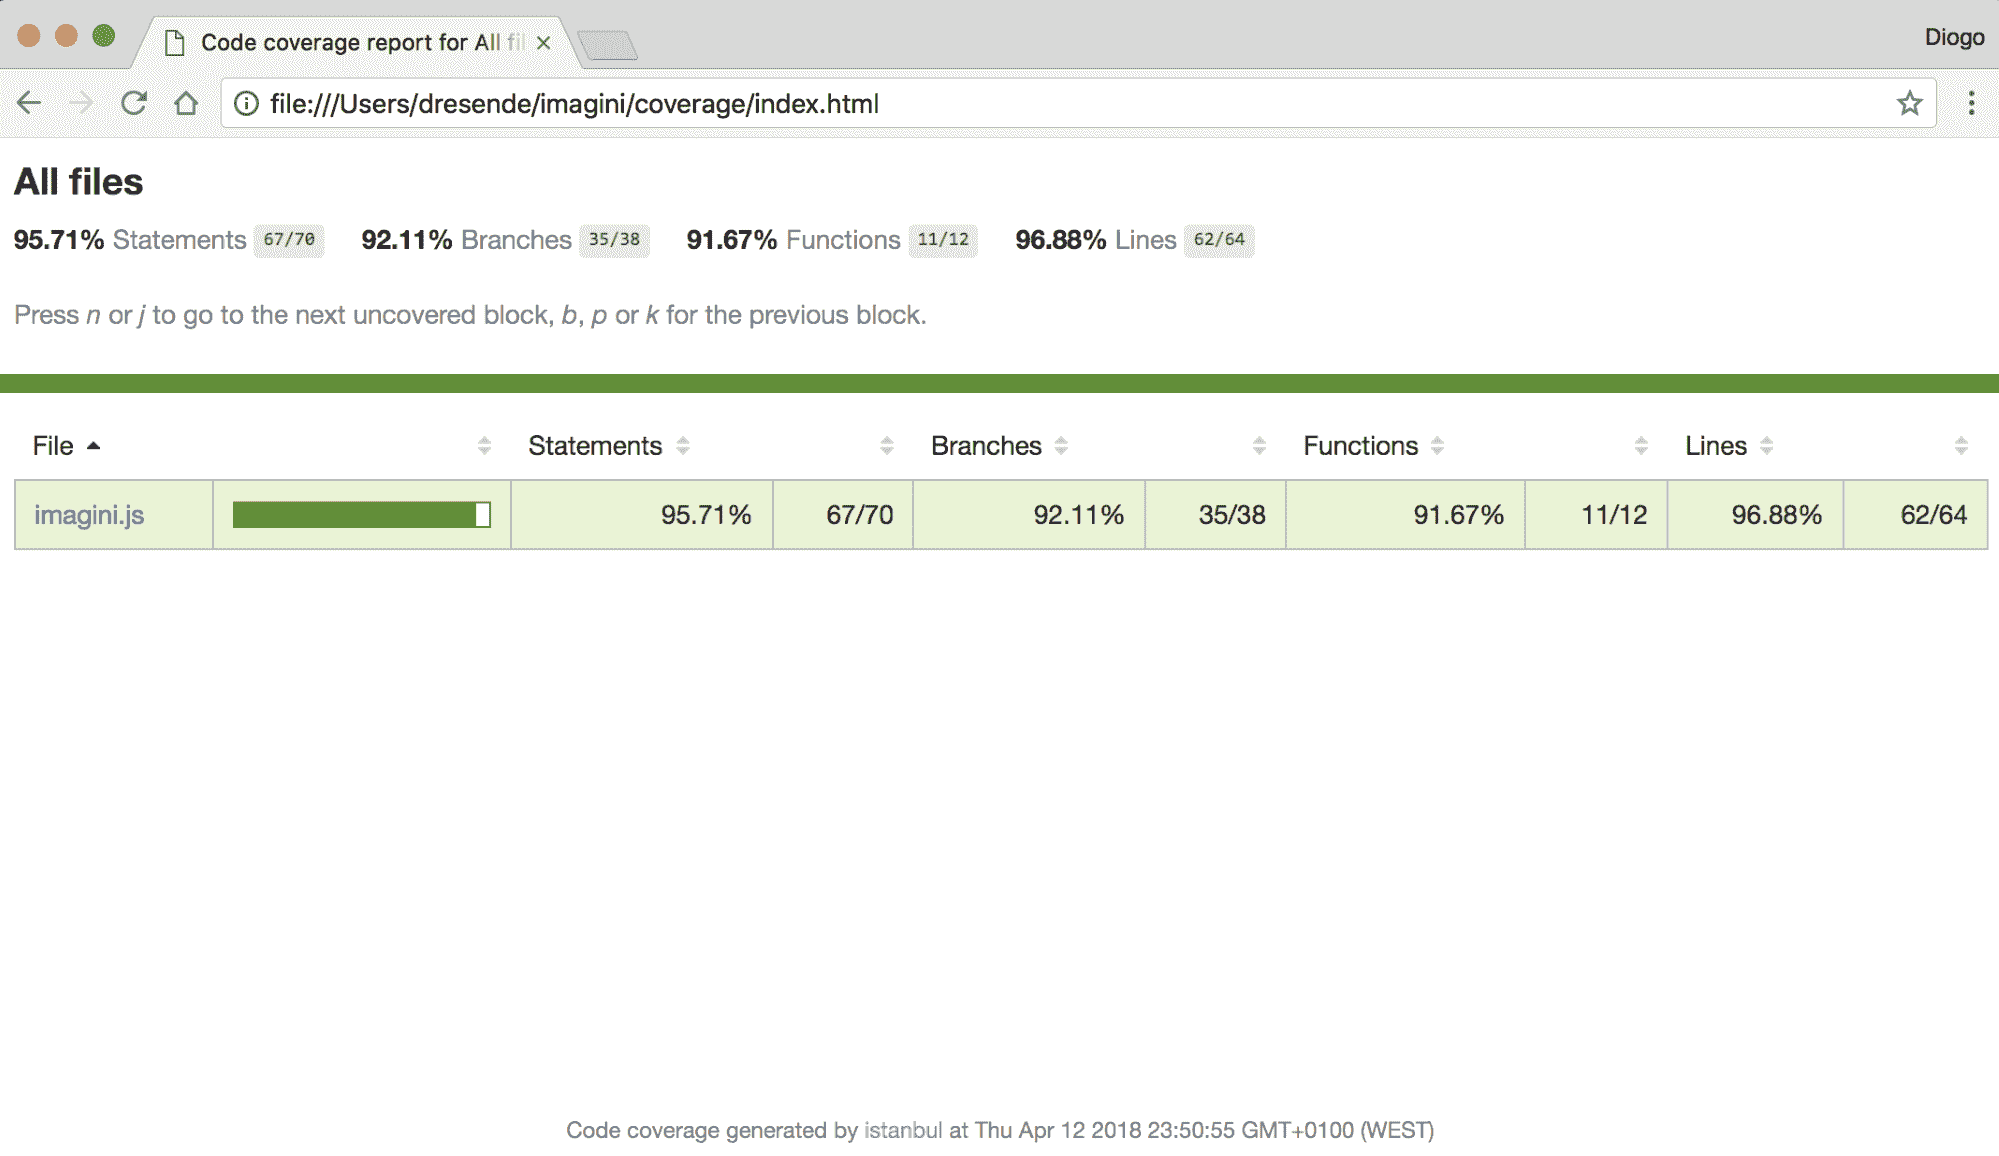 Code coverage report for All fil
Diogo
file:///Users/dresende/imagini/coverage/index.html
All files
95.71% Statements 67/70 92.11% Branches 35/38 91.67% Functions 11/12 96.88% Lines 62/64
Press n or j to go to the next uncovered block, b, p or k for the previous block.
File Statements Branches Functions Lines
imagini.js 95.71% 67/70 92.11% 35/38 91.67% 11/12 96.88% 62/64
Code coverage generated by istanbul at Thu Apr 12 2018 23:50:55 GMT+0100 (WEST)